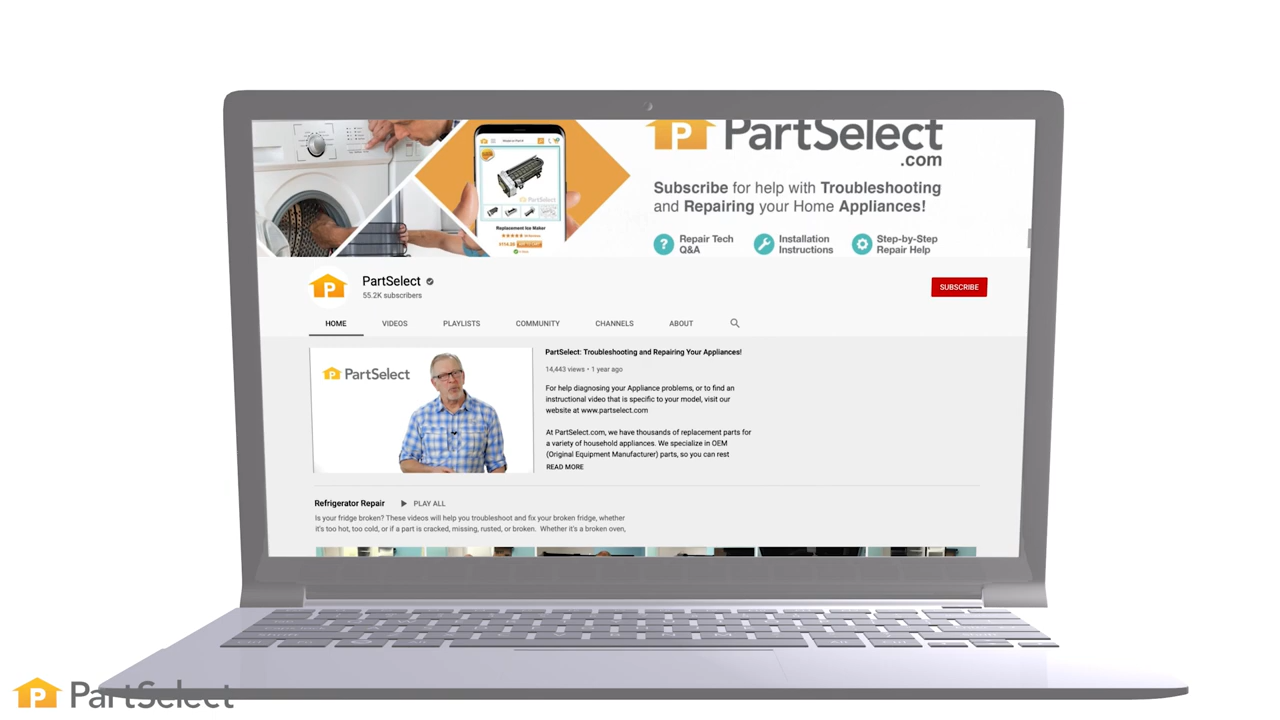 PartSelect
.com
Subscribe for help with Troubleshooting
and Repairing your Home Appliances!
Repair Tech
Q&A
Installation
Instructions
Step-by-Step
Repair Help
PartSelect
Replacement Ice Maker
PartSelect
55.2K subscribers
SUBSCRIBE
HOME
VIDEOS
PLAYLISTS
COMMUNITY
CHANNELS
ABOUT
PartSelect
PartSelect: Troubleshooting and Repairing Your Appliances!
14,443 views • 1 year ago
For help diagnosing your Appliance problems, or to find an
instructional video that is specific to your model, visit our
website at www.partselect.com
At PartSelect.com, we have thousands of replacement parts for
a variety of household appliances. We specialize in OEM
(Original Equipment Manufacturer) parts, so you can rest
READ MORE
Refrigerator Repair
PLAY ALL
Is your fridge broken? These videos will help you troubleshoot and fix your broken fridge, whether
it's too hot, too cold, or if a part is cracked, missing, rusted, or broken. Whether it's a broken oven,
PartSelect